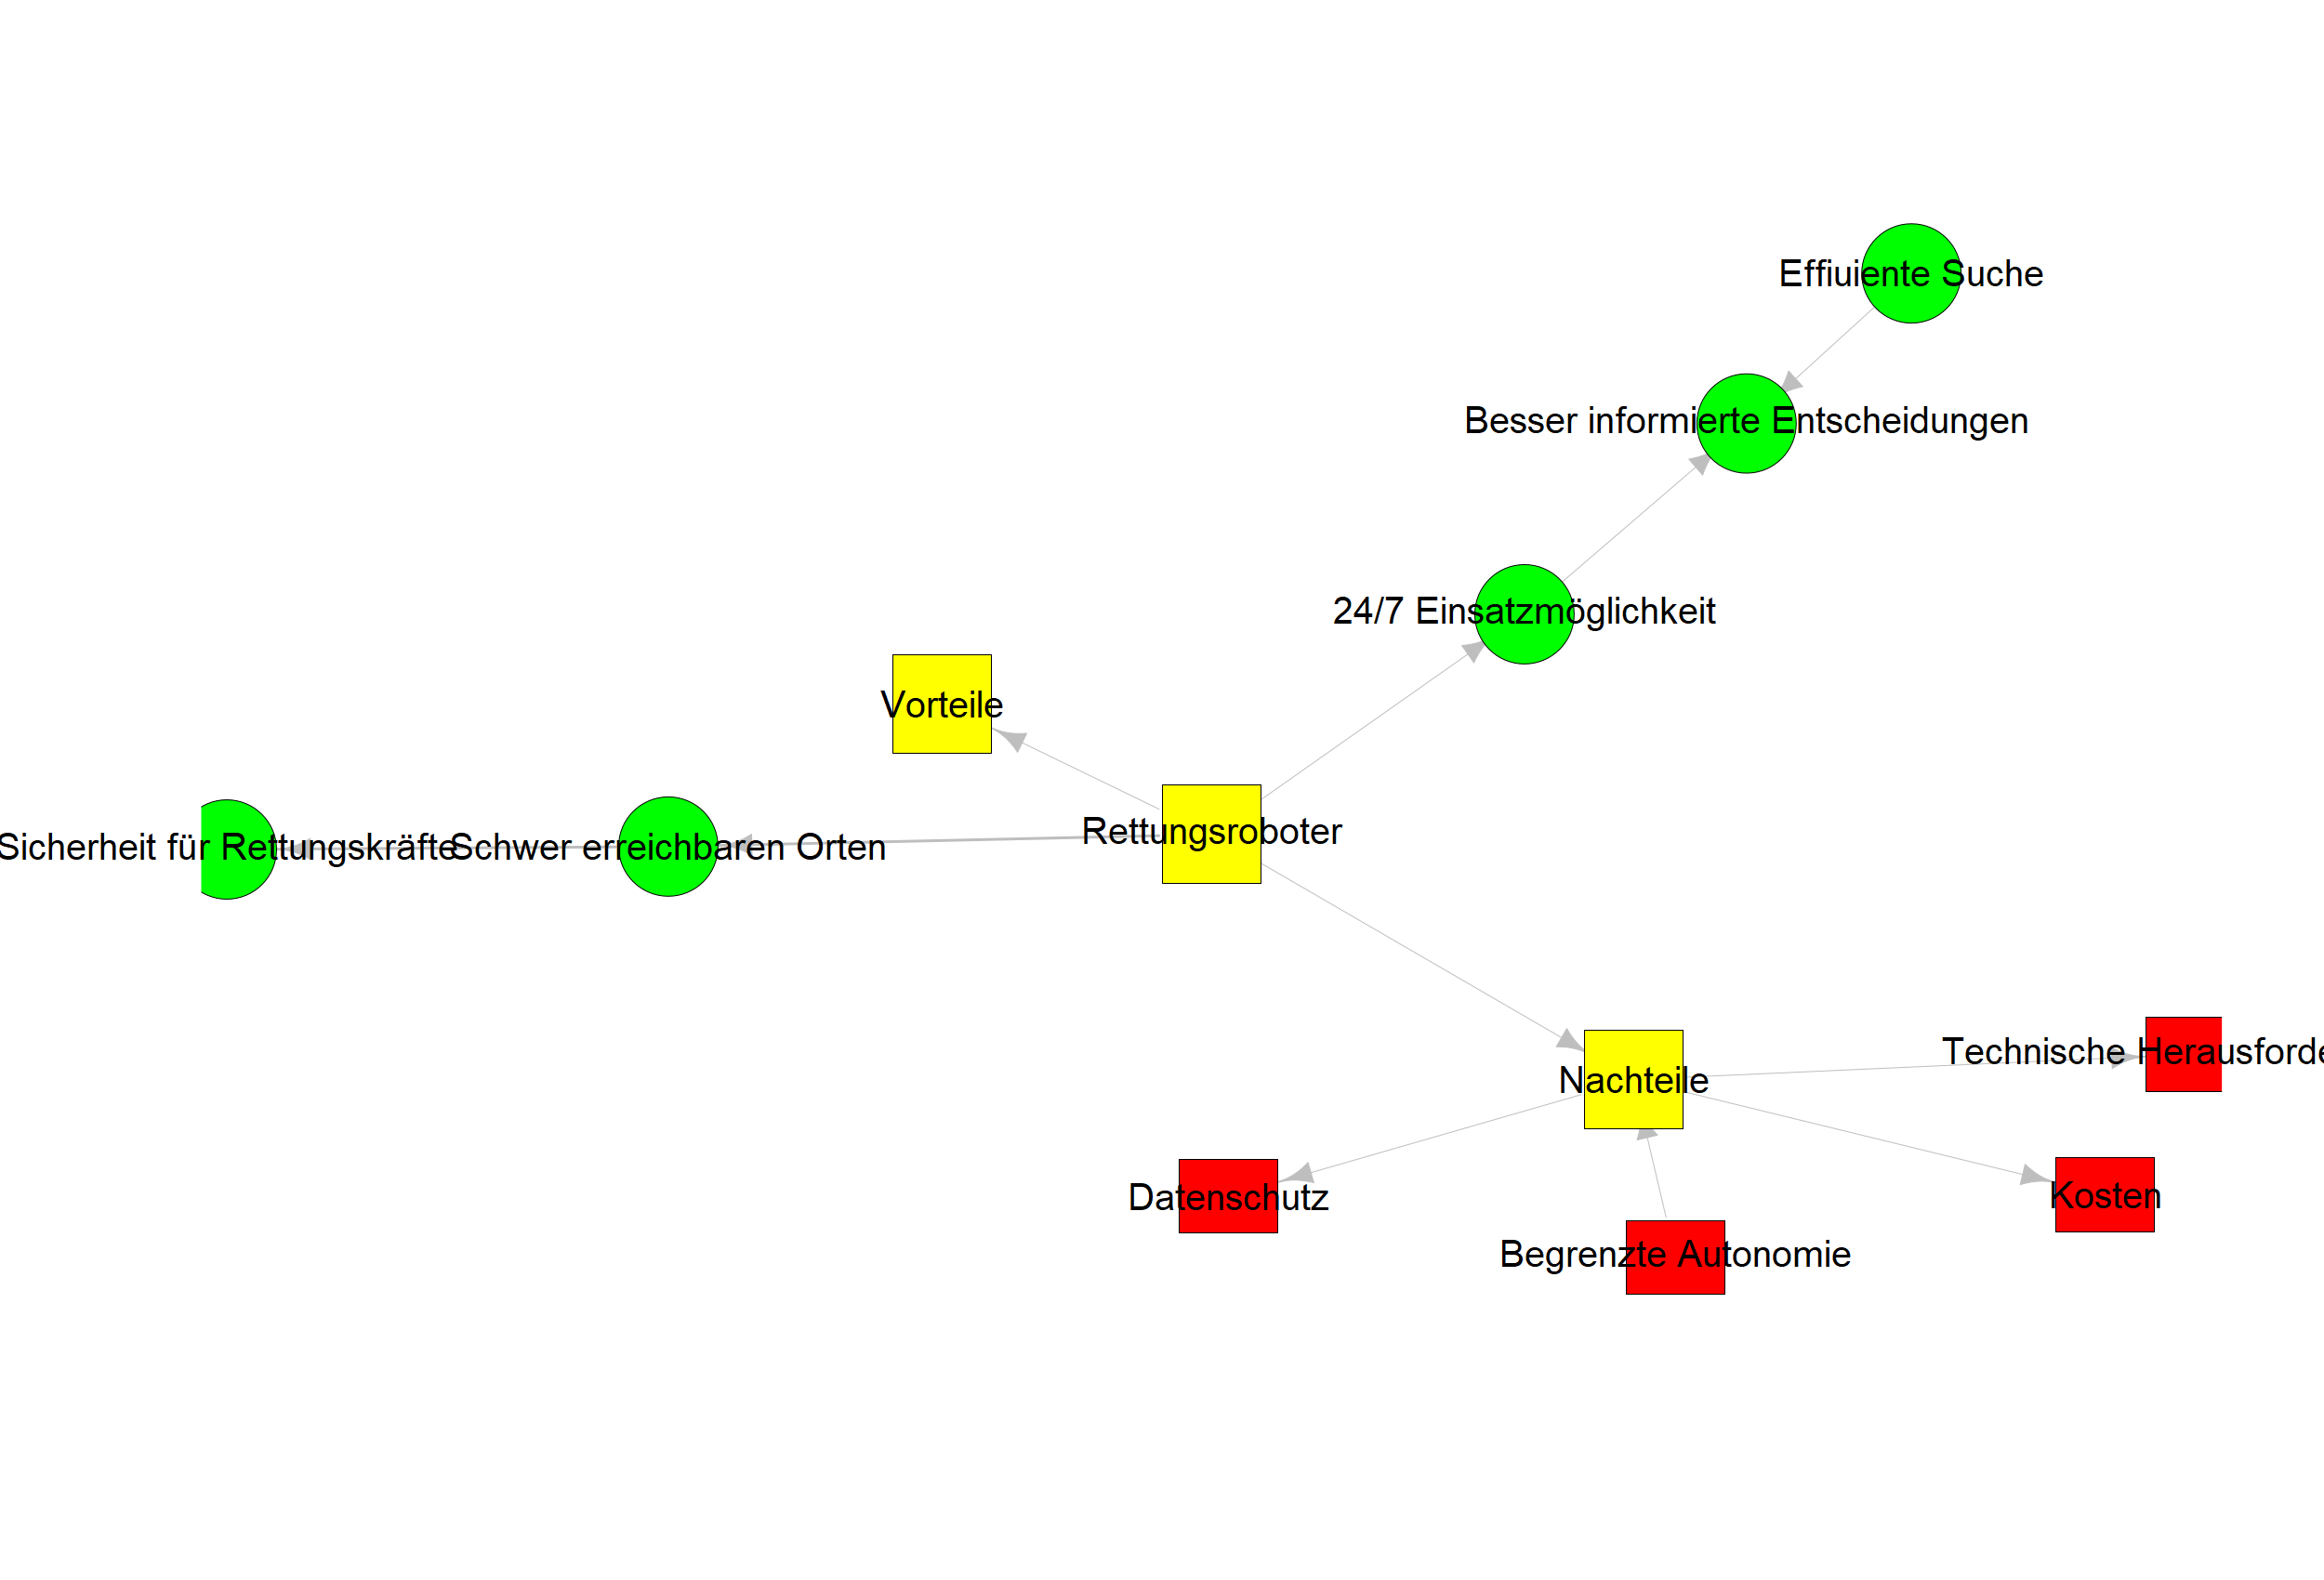 Effiuiente Suche
Besser informierte Entscheidungen
24/7 Einsatzmöglichkeit
Vorteile
Rettungsroboter
Sicherheit für Rettungskräfte
Schwer erreichbaren Orten
Technische Herausforde
Nachteile
Datenschutz
Kosten
Begrenzte Autonomie